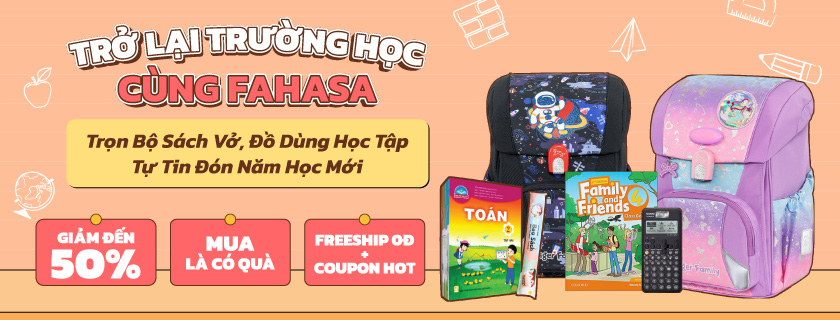 TRỞ LẠI TRƯỜNG HỌC
CÙNG FAHASA
Trọn Bộ Sách Vở, Đồ Dùng Học Tập
Tự Tin Đón Năm Học Mới
GIẢM ĐẾN
50%
MUA
LÀ CÓ QUÀ
FREESHIP 0Đ
+
COUPON HOT
TOÁN
Family
and
Friends 4